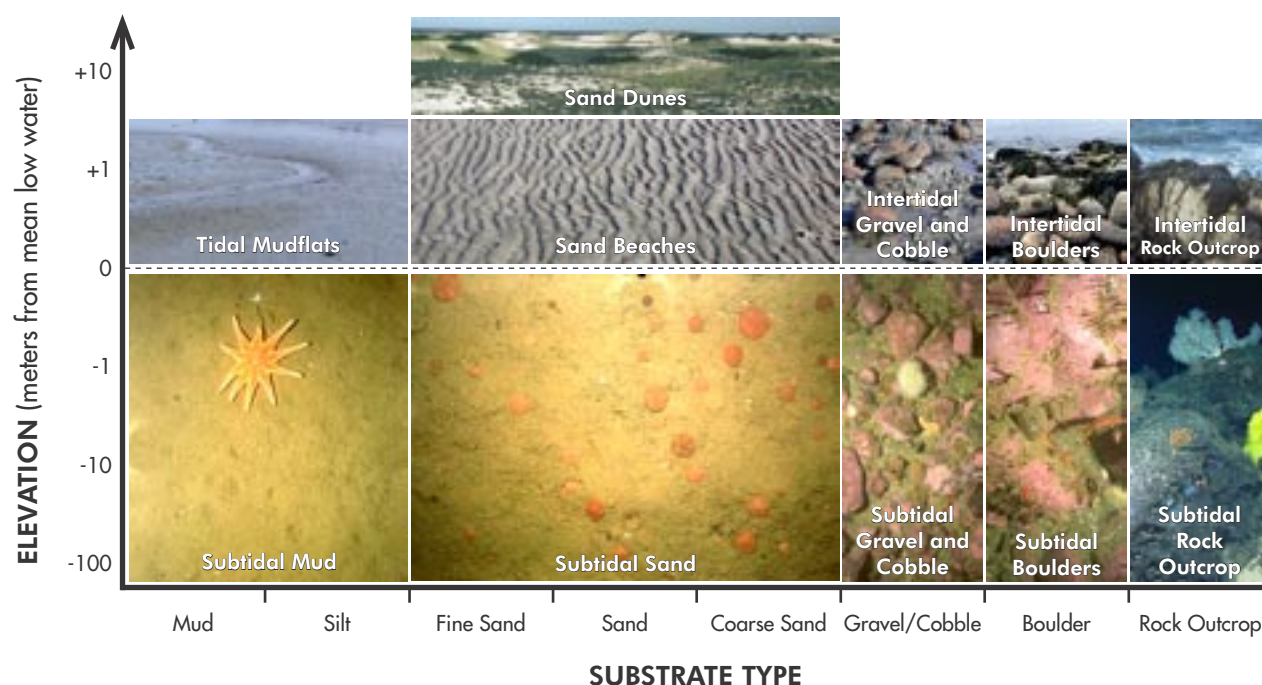 ELEVATION (meters from mean low water)
+10
+1
0
-1
-10
-100
Sand Dunes
Tidal Mudflats
Sand Beaches
Intertidal
Gravel and
Cobble
Intertidal
Boulders
Intertidal
Rock Outcrop
Subtidal Mud
Subtidal Sand
Subtidal
Gravel and
Cobble
Subtidal
Boulders
Subtidal
Rock
Outcrop
Mud
Silt
Fine Sand
Sand
Coarse Sand
Gravel/Cobble
Boulder
Rock Outcrop
SUBSTRATE TYPE